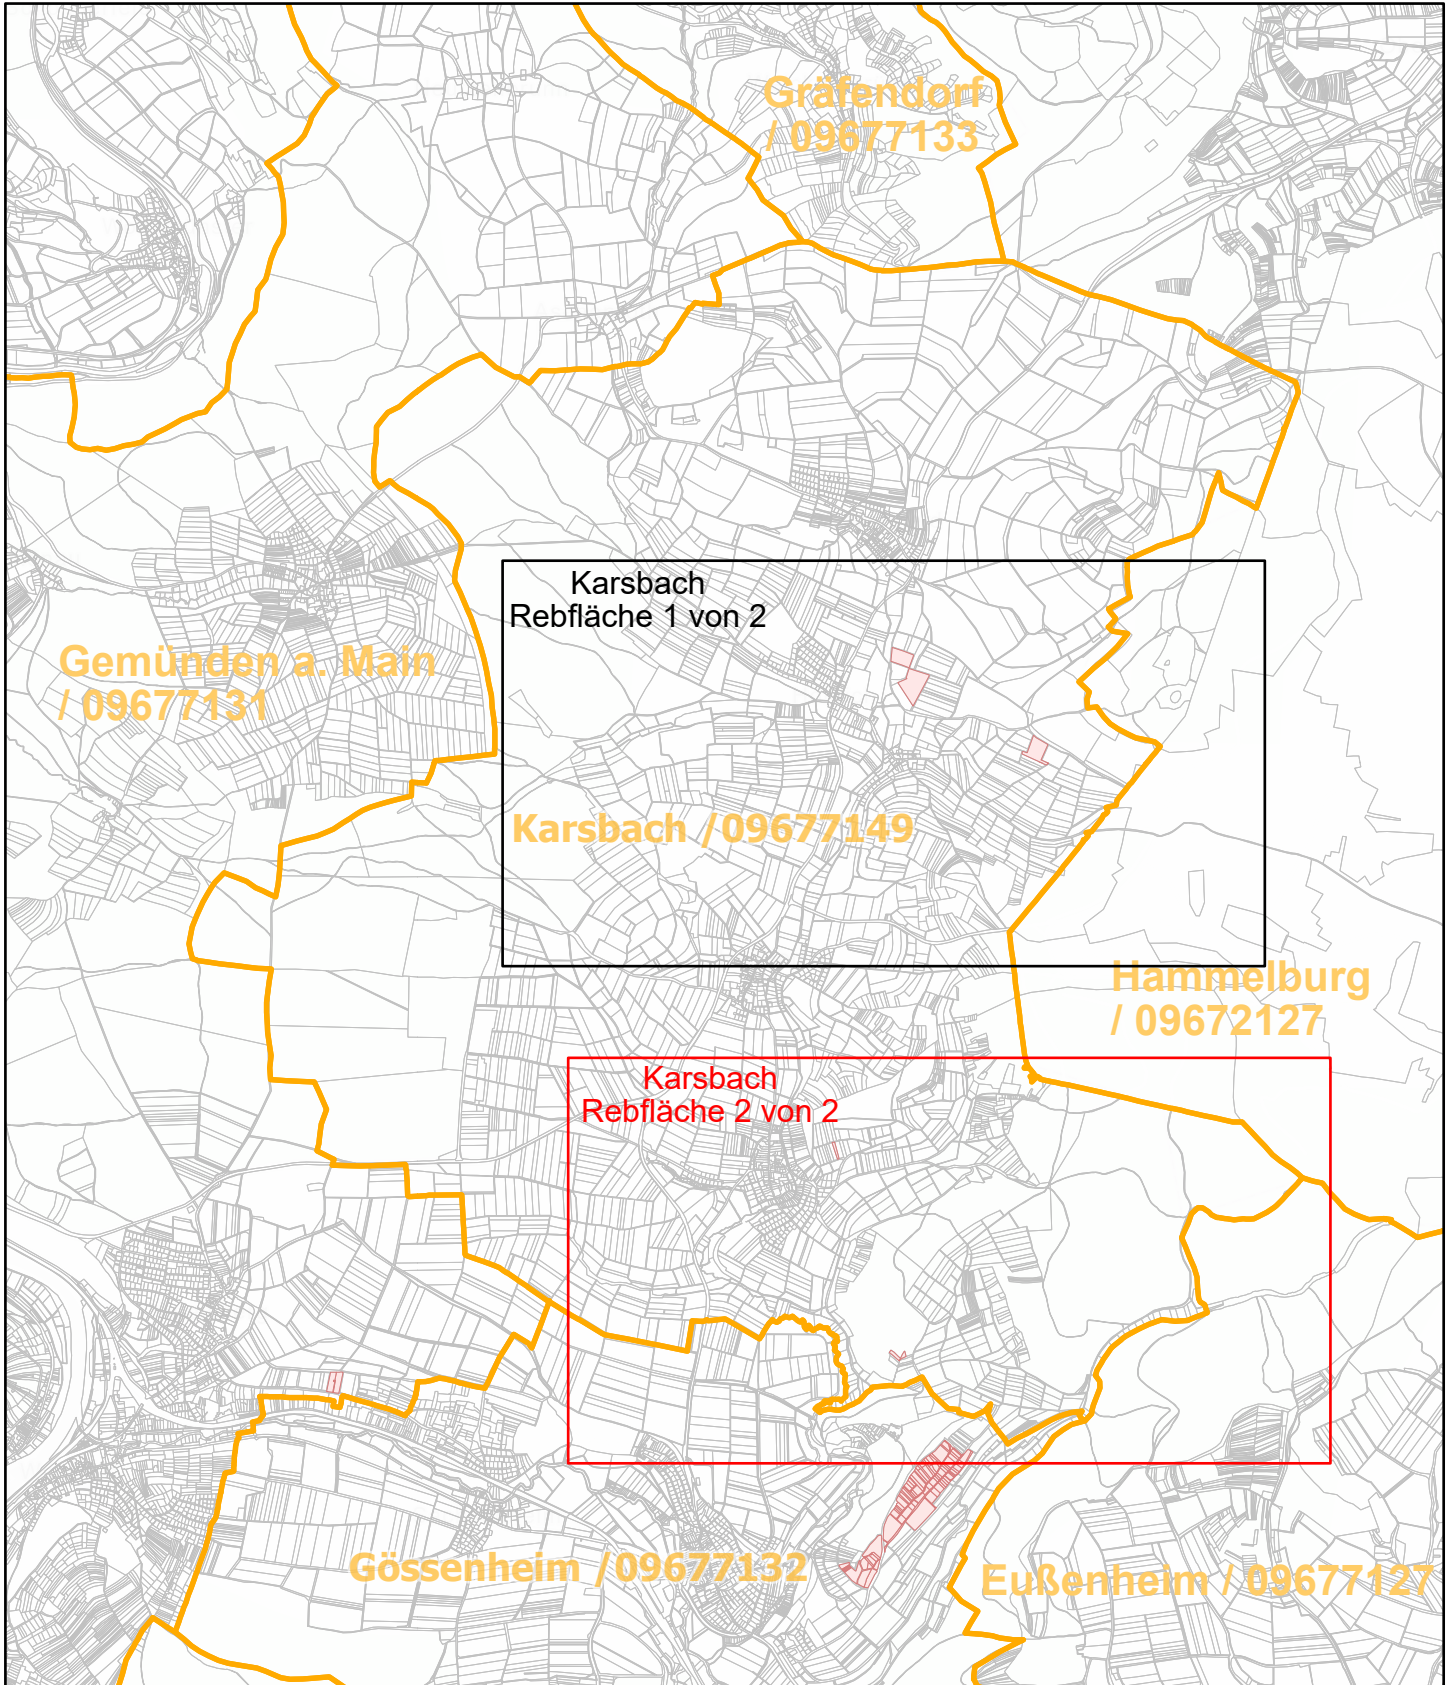 Gräfendorf
/ 09677133
Karsbach
Rebfläche 1 von 2
Gemünden a. Main
/ 09677131
Karsbach / 09677149
Hammelburg
/ 09672127
Karsbach
Rebfläche 2 von 2
Gössenheim / 09677132
Eußenheim / 09677127